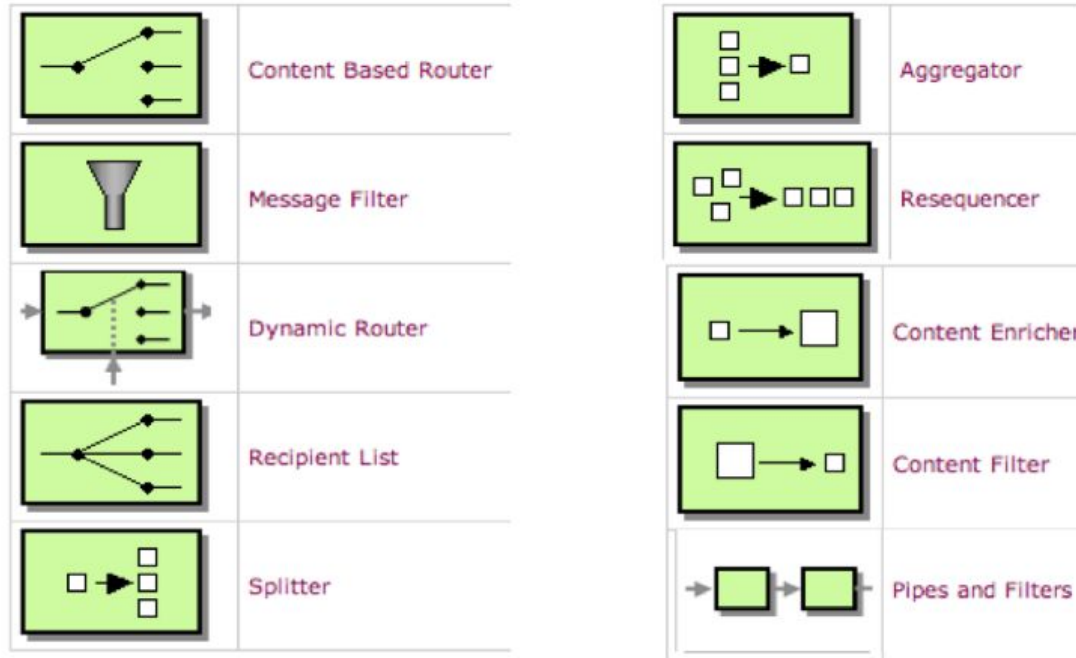 Content Based Router
Message Filter
Dynamic Router
Recipient List
Splitter
Aggregator
Resequencer
Content Enricher
Content Filter
Pipes and Filters